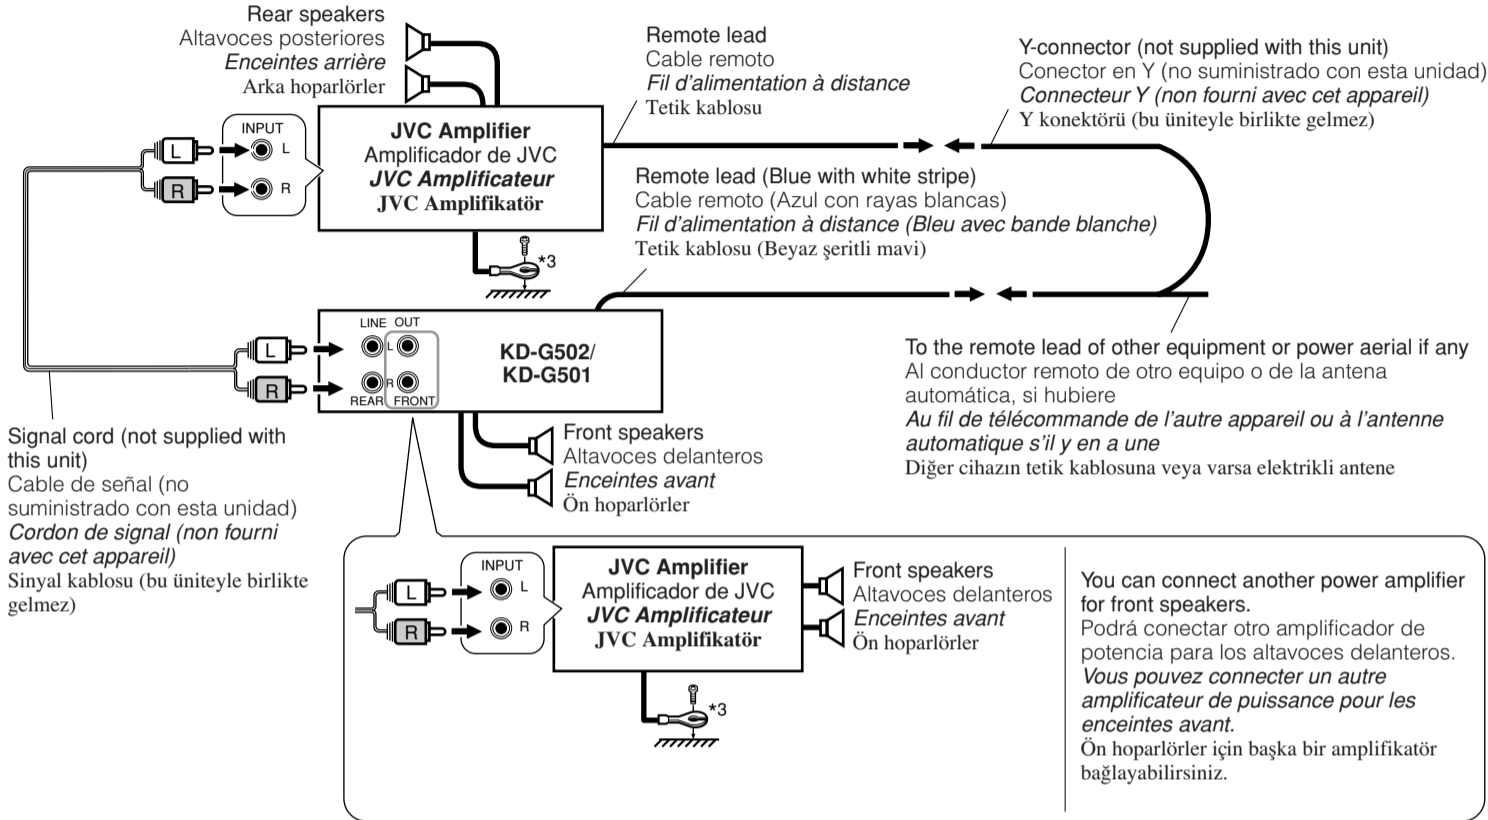 Rear speakers
Altavoces posteriores
Enceintes arrière
Arka hoparlörler
Remote lead
Cable remoto
Fil d'alimentation à distance
Tetik kablosu
Y-connector (not supplied with this unit)
Conector en Y (no suministrado con esta unidad)
Connecteur Y (non fourni avec cet appareil)
Y konektörü (bu üniteyle birlikte gelmez)
INPUT
L
L
R
R
JVC Amplifier
Amplificador de JVC
JVC Amplificateur
JVC Amplifikatör
*3
Remote lead (Blue with white stripe)
Cable remoto (Azul con rayas blancas)
Fil d'alimentation à distance (Bleu avec bande blanche)
Tetik kablosu (Beyaz şeritli mavi)
LINE OUT
L
L
R
R
REAR FRONT
KD-G502/
KD-G501
To the remote lead of other equipment or power aerial if any
Al conductor remoto de otro equipo o de la antena
automática, si hubiere
Au fil de télécommande de l'autre appareil ou à l'antenne
automatique s'il y en a une
Diğer cihazın tetik kablosuna veya varsa elektrikli antene
Signal cord (not supplied with
this unit)
Cable de señal (no
suministrado con esta unidad)
Cordon de signal (non fourni
avec cet appareil)
Sinyal kablosu (bu üniteyle birlikte
gelmez)
Front speakers
Altavoces delanteros
Enceintes avant
Ön hoparlörler
INPUT
L
L
R
R
JVC Amplifier
Amplificador de JVC
JVC Amplificateur
JVC Amplifikatör
*3
Front speakers
Altavoces delanteros
Enceintes avant
Ön hoparlörler
You can connect another power amplifier
for front speakers.
Podrá conectar otro amplificador de
potencia para los altavoces delanteros.
Vous pouvez connecter un autre
amplificateur de puissance pour les
enceintes avant.
Ön hoparlörler için başka bir amplifikatör
bağlayabilirsiniz.